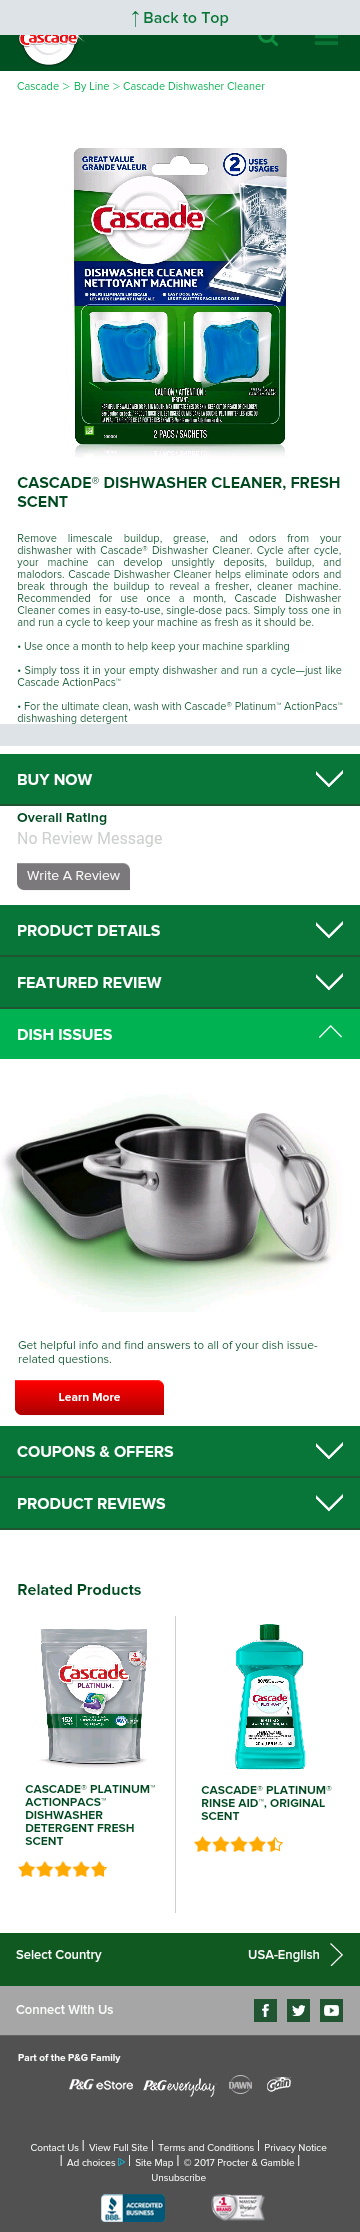 ↑ Back to Top
Cascade
Cascade > By Line > Cascade Dishwasher Cleaner
GREAT VALUE
GRANDE VALEUR
2 USES
USAGES
Cascade
DISHWASHER CLEANER
NETTOYANT MACHINE
CAUTION / ATTENTION :
2 PACS / SACHETS
CASCADE® DISHWASHER CLEANER, FRESH
SCENT
Remove limescale buildup, grease, and odors from your
dishwasher with Cascade® Dishwasher Cleaner. Cycle after cycle,
your machine can develop unsightly deposits, buildup, and
malodors. Cascade Dishwasher Cleaner helps eliminate odors and
break through the buildup to reveal a fresher, cleaner machine.
Recommended for use once a month, Cascade Dishwasher
Cleaner comes in easy-to-use, single-dose pacs. Simply toss one in
and run a cycle to keep your machine as fresh as it should be.
• Use once a month to help keep your machine sparkling
• Simply toss it in your empty dishwasher and run a cycle—just like
Cascade ActionPacs™
• For the ultimate clean, wash with Cascade® Platinum™ ActionPacs™
dishwashing detergent
BUY NOW
Overall Rating
No Review Message
Write A Review
PRODUCT DETAILS
FEATURED REVIEW
DISH ISSUES
Get helpful info and find answers to all of your dish issue-
related questions.
Learn More
COUPONS & OFFERS
PRODUCT REVIEWS
Related Products
Cascade
PLATINUM
Cascade
CASCADE® PLATINUM™
ACTIONPACS™
DISHWASHER
DETERGENT FRESH
SCENT
CASCADE® PLATINUM®
RINSE AID™, ORIGINAL
SCENT
Select Country
USA-English
Connect With Us
Part of the P&G Family
P&G eStore
P&G everyday
DAWN
Gain
Contact Us | View Full Site | Terms and Conditions | Privacy Notice
| Ad choices | Site Map | © 2017 Procter & Gamble |
Unsubscribe
BBB
ACCREDITED
BUSINESS
#1
BRAND